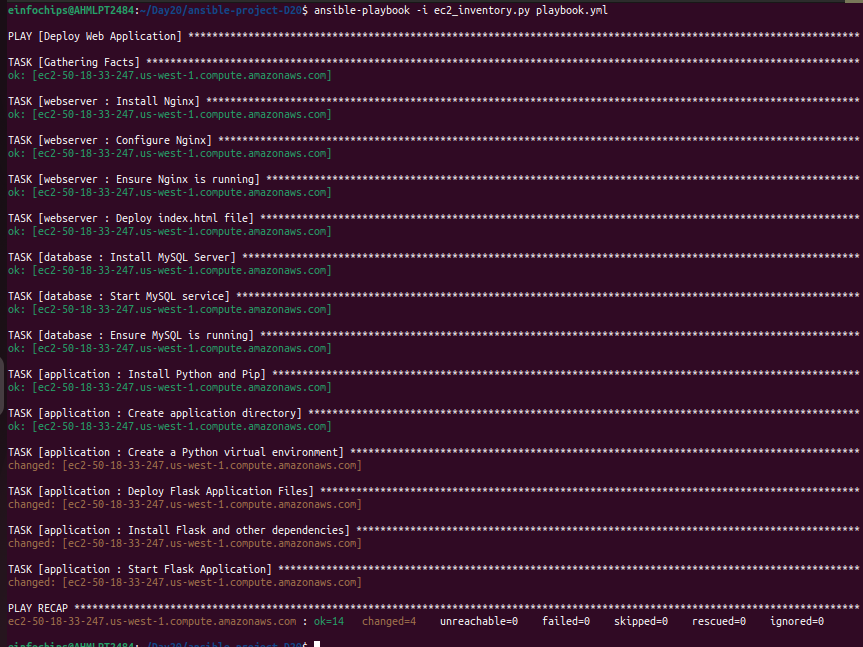 einfochips@AHMLPT2484:~/Day20/ansible-project-D20$ ansible-playbook -i ec2_inventory.py playbook.yml
PLAY [Deploy Web Application] ***************************************************************************************************************
TASK [Gathering Facts] **********************************************************************************************************************
ok: [ec2-50-18-33-247.us-west-1.compute.amazonaws.com]
TASK [webserver : Install Nginx] ************************************************************************************************************
ok: [ec2-50-18-33-247.us-west-1.compute.amazonaws.com]
TASK [webserver : Configure Nginx] **********************************************************************************************************
ok: [ec2-50-18-33-247.us-west-1.compute.amazonaws.com]
TASK [webserver : Ensure Nginx is running] **************************************************************************************************
ok: [ec2-50-18-33-247.us-west-1.compute.amazonaws.com]
TASK [webserver : Deploy index.html file] ***************************************************************************************************
ok: [ec2-50-18-33-247.us-west-1.compute.amazonaws.com]
TASK [database : Install MySQL Server] ******************************************************************************************************
ok: [ec2-50-18-33-247.us-west-1.compute.amazonaws.com]
TASK [database : Start MySQL service] *******************************************************************************************************
ok: [ec2-50-18-33-247.us-west-1.compute.amazonaws.com]
TASK [database : Ensure MySQL is running] ***************************************************************************************************
ok: [ec2-50-18-33-247.us-west-1.compute.amazonaws.com]
TASK [application : Install Python and Pip] *************************************************************************************************
ok: [ec2-50-18-33-247.us-west-1.compute.amazonaws.com]
TASK [application : Create application directory] *******************************************************************************************
ok: [ec2-50-18-33-247.us-west-1.compute.amazonaws.com]
TASK [application : Create a Python virtual environment] ************************************************************************************
changed: [ec2-50-18-33-247.us-west-1.compute.amazonaws.com]
TASK [application : Deploy Flask Application Files] *****************************************************************************************
changed: [ec2-50-18-33-247.us-west-1.compute.amazonaws.com]
TASK [application : Install Flask and other dependencies] ***********************************************************************************
changed: [ec2-50-18-33-247.us-west-1.compute.amazonaws.com]
TASK [application : Start Flask Application] ************************************************************************************************
changed: [ec2-50-18-33-247.us-west-1.compute.amazonaws.com]
PLAY RECAP **********************************************************************************************************************************
ec2-50-18-33-247.us-west-1.compute.amazonaws.com : ok=14   changed=4    unreachable=0    failed=0    skipped=0    rescued=0    ignored=0
einfochips@AHMLPT2484:~/Day20/ansible-project-D20$